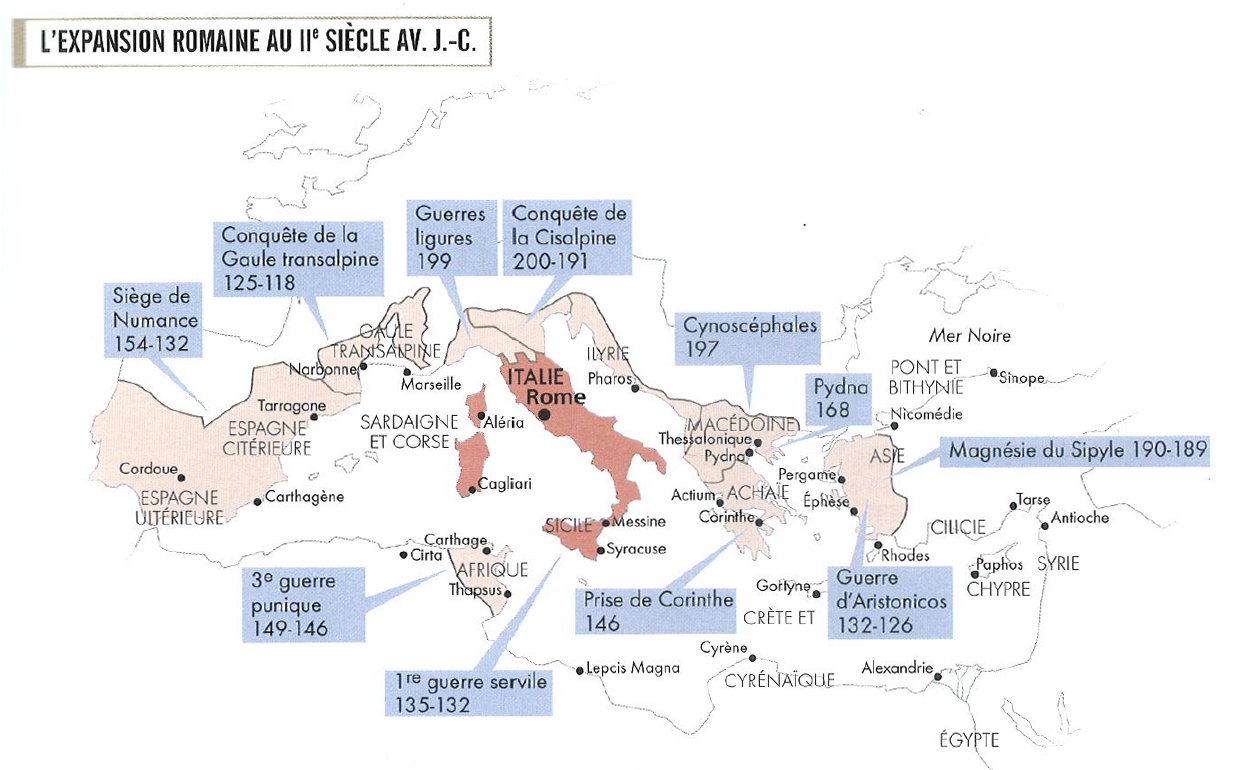 L'EXPANSION ROMAINE AU IIe SIÈCLE AV. J.-C.
Guerres
ligures
199
Conquête de
la Cisalpine
200-191
Conquête de la
Gaule transalpine
125-118
Siège de
Numance
154-132
Cynoscéphales
197
Pydna
168
Magnésie du Sipyle 190-189
Mer Noire
PONT ET
BITHYNIE
Sinope
Nicomédie
GAULE
TRANSALPINE
Narbonne
Marseille
ILYRIE
Pharos
ITALIE
Rome
Tarragone
ESPAGNE
CITÉRIEURE
SARDAIGNE
ET CORSE
Aléria
MACÉDOINE
Thessalonique
Pydna
ASIE
Pergame
Éphèse
Cordoue
ESPAGNE
ULTÉRIEURE
Carthagène
Cagliari
Actium
ACHAÏE
Corinthe
Tarse
Antioche
CILICIE
SICILE
Messine
Syracuse
Carthage
Cirta
AFRIQUE
Thapsus
Rhodes
Paphos
CHYPRE
SYRIE
3e guerre
punique
149-146
Prise de Corinthe
146
Gortyne
CRÈTE ET
Guerre
d'Aristonicos
132-126
1re guerre servile
135-132
Lepcis Magna
Cyrène
CYRÉNAÏQUE
Alexandrie
ÉGYPTE